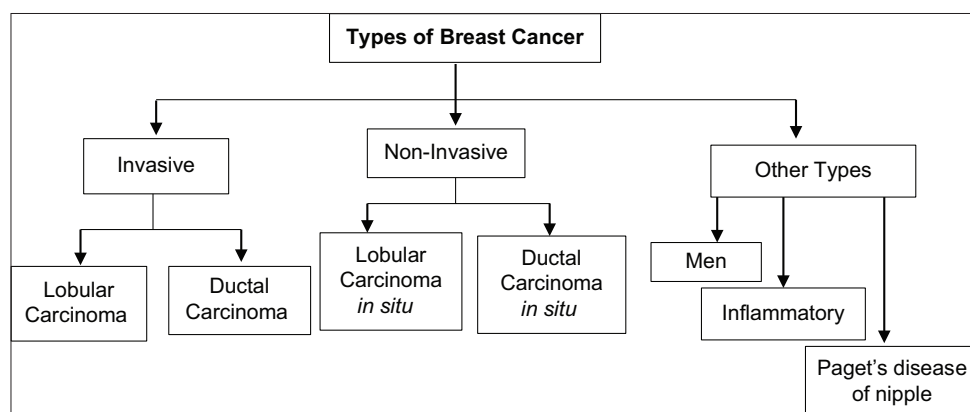 Types of Breast Cancer
Invasive
Non-Invasive
Other Types
Lobular
Carcinoma
Ductal
Carcinoma
Lobular
Carcinoma
in situ
Ductal
Carcinoma
in situ
Men
Inflammatory
Paget’s disease
of nipple